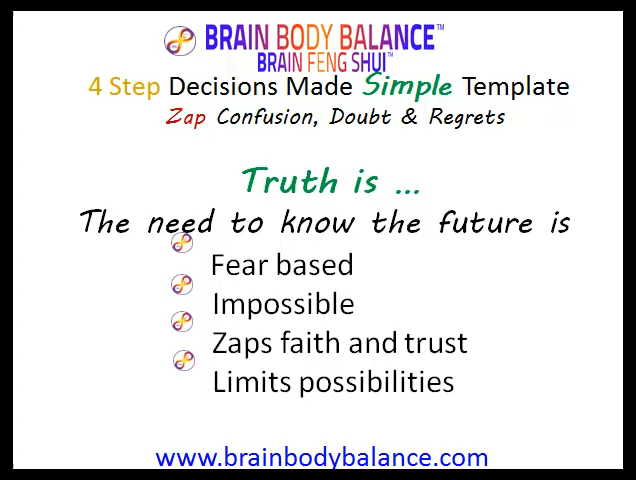 BRAIN BODY BALANCE™
BRAIN FENG SHUI™
4 Step Decisions Made Simple Template
Zap Confusion, Doubt & Regrets
Truth is ...
The need to know the future is
Fear based
Impossible
Zaps faith and trust
Limits possibilities
www.brainbodybalance.com